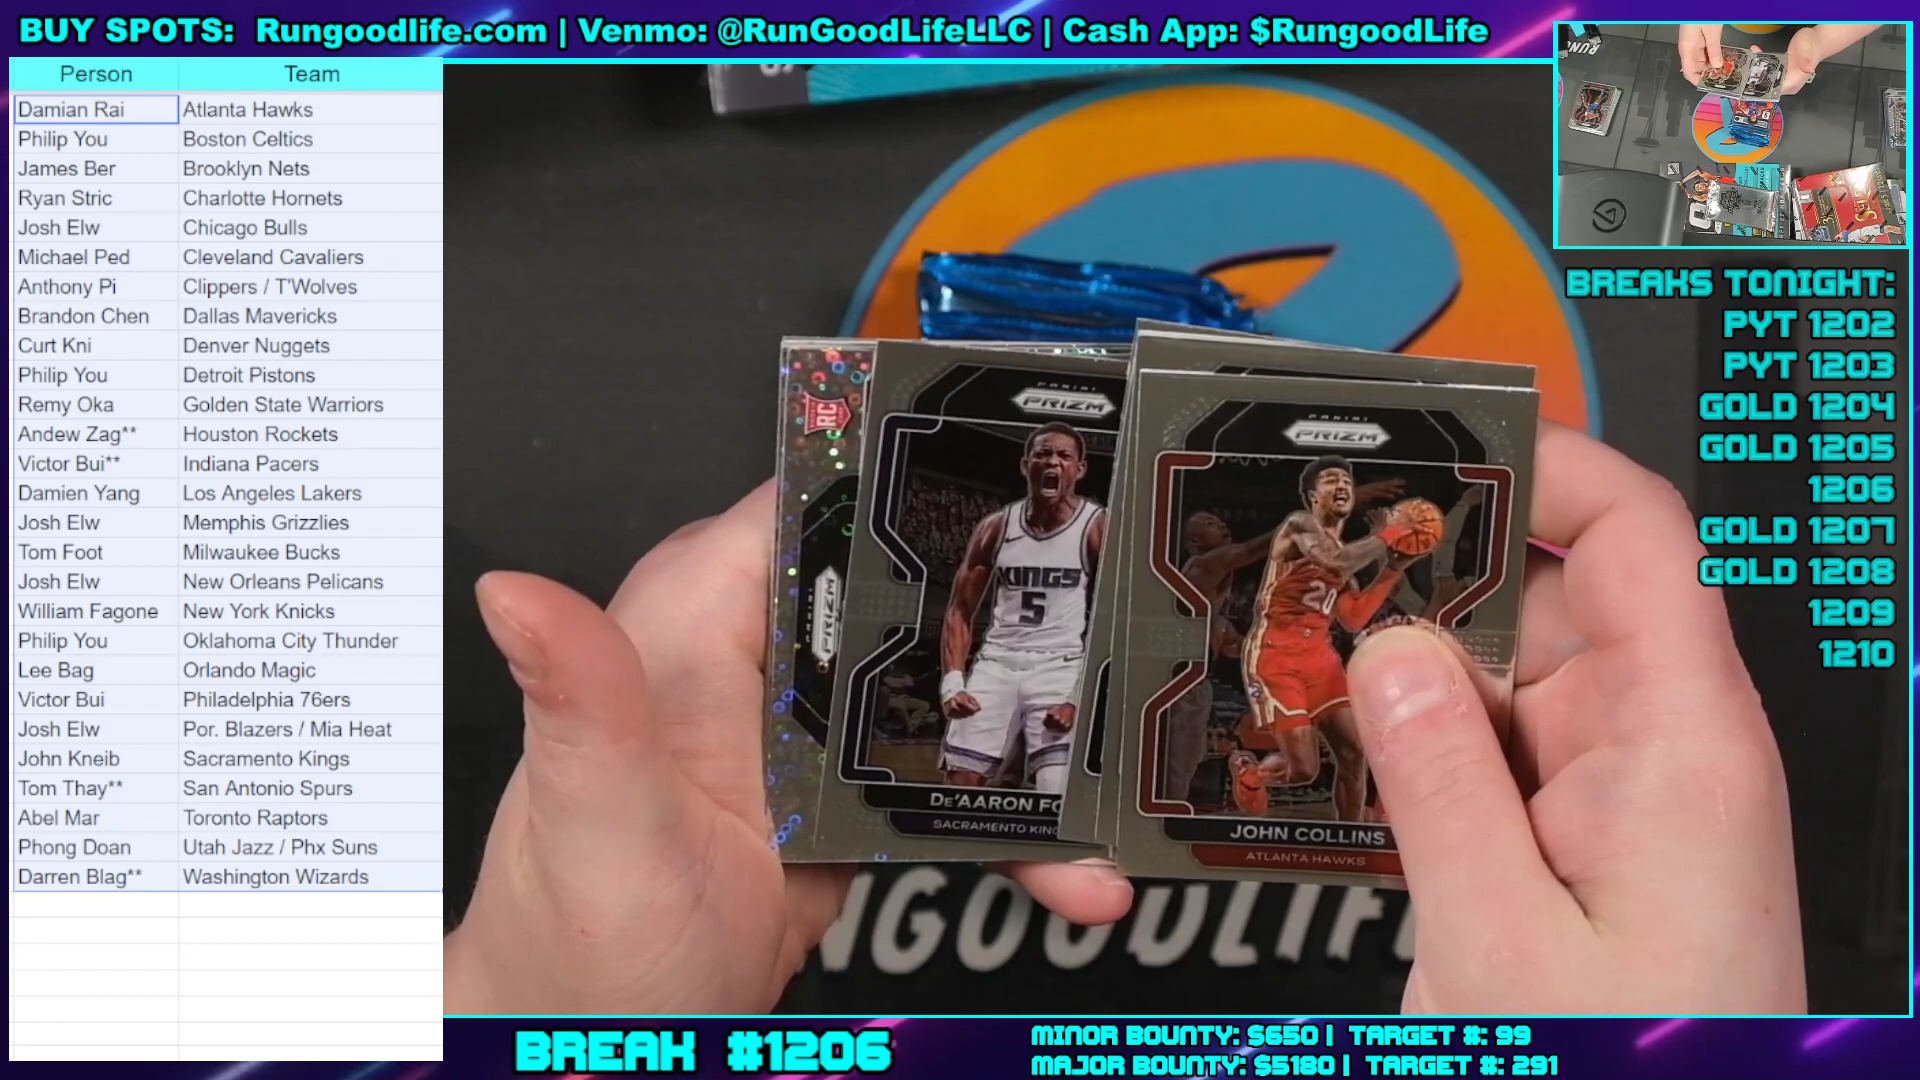 BUY SPOTS: Rungoodlife.com | Venmo: @RunGoodLifeLLC | Cash App: $RungoodLife
Person Team
Damian Rai Atlanta Hawks
Philip You Boston Celtics
James Ber Brooklyn Nets
Ryan Stric Charlotte Hornets
Josh Elw Chicago Bulls
Michael Ped Cleveland Cavaliers
Anthony Pi Clippers / T'Wolves
Brandon Chen Dallas Mavericks
Curt Kni Denver Nuggets
Philip You Detroit Pistons
Remy Oka Golden State Warriors
Andew Zag** Houston Rockets
Victor Bui** Indiana Pacers
Damien Yang Los Angeles Lakers
Josh Elw Memphis Grizzlies
Tom Foot Milwaukee Bucks
Josh Elw New Orleans Pelicans
William Fagone New York Knicks
Philip You Oklahoma City Thunder
Lee Bag Orlando Magic
Victor Bui Philadelphia 76ers
Josh Elw Por. Blazers / Mia Heat
John Kneib Sacramento Kings
Tom Thay** San Antonio Spurs
Abel Mar Toronto Raptors
Phong Doan Utah Jazz / Phx Suns
Darren Blag** Washington Wizards
RC
PANINI
PRIZM
PANINI
PRIZM
KINGS
5
DE'AARON FO
SACRAMENTO KING
PANINI
PRIZM
20
JOHN COLLINS
ATLANTA HAWKS
NGOODLIF
BREAKS TONIGHT:
PYT 1202
PYT 1203
GOLD 1204
GOLD 1205
1206
GOLD 1207
GOLD 1208
1209
1210
BREAK #1206
MINOR BOUNTY: $650 | TARGET #: 99
MAJOR BOUNTY: $5180 | TARGET #: 291